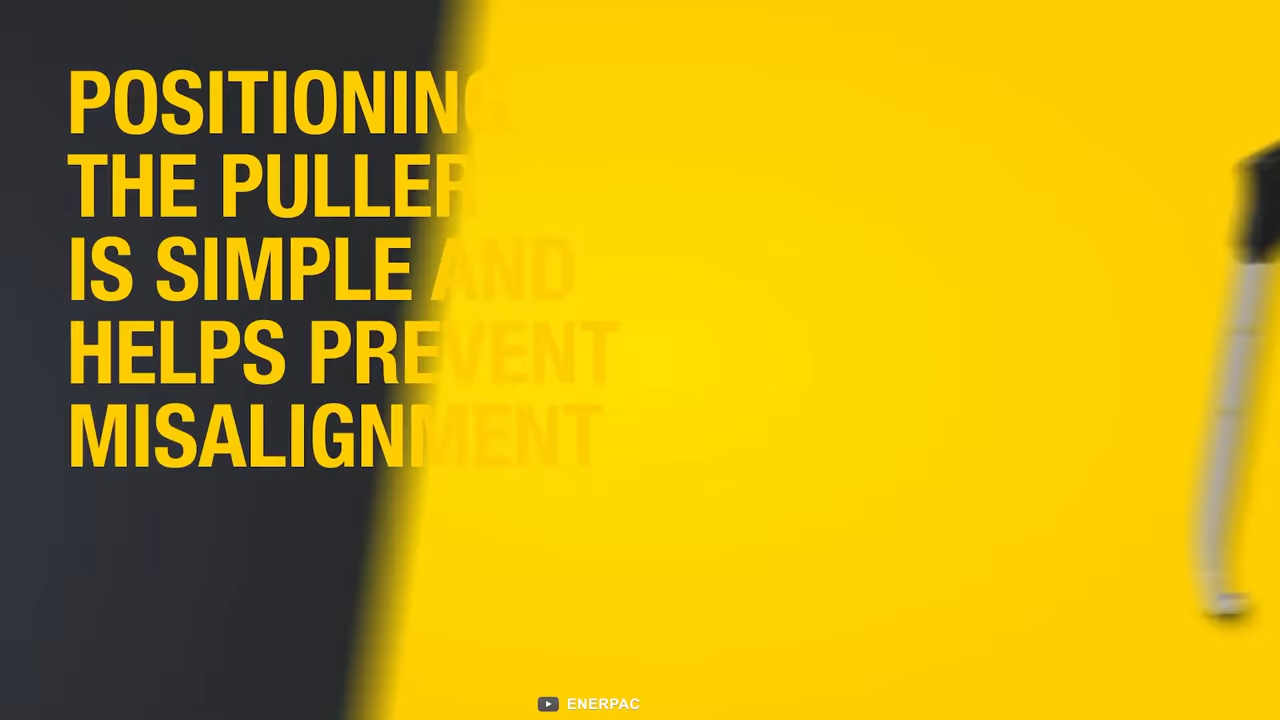 POSITIONING
THE PULLER
IS SIMPLE AND
HELPS PREVENT
MISALIGNMENT
ENERPAC